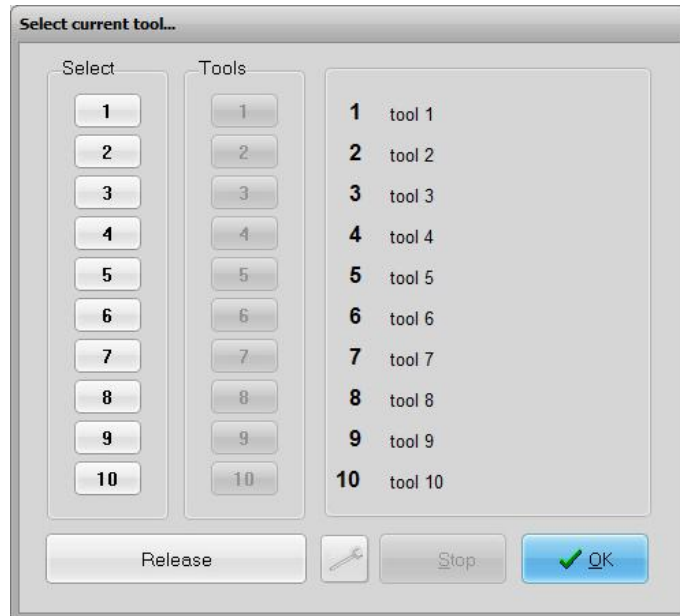 Select current tool...
Select Tools
1 1 1 tool 1
2 2 2 tool 2
3 3 3 tool 3
4 4 4 tool 4
5 5 5 tool 5
6 6 6 tool 6
7 7 7 tool 7
8 8 8 tool 8
9 9 9 tool 9
10 10 10 tool 10
Release Stop OK